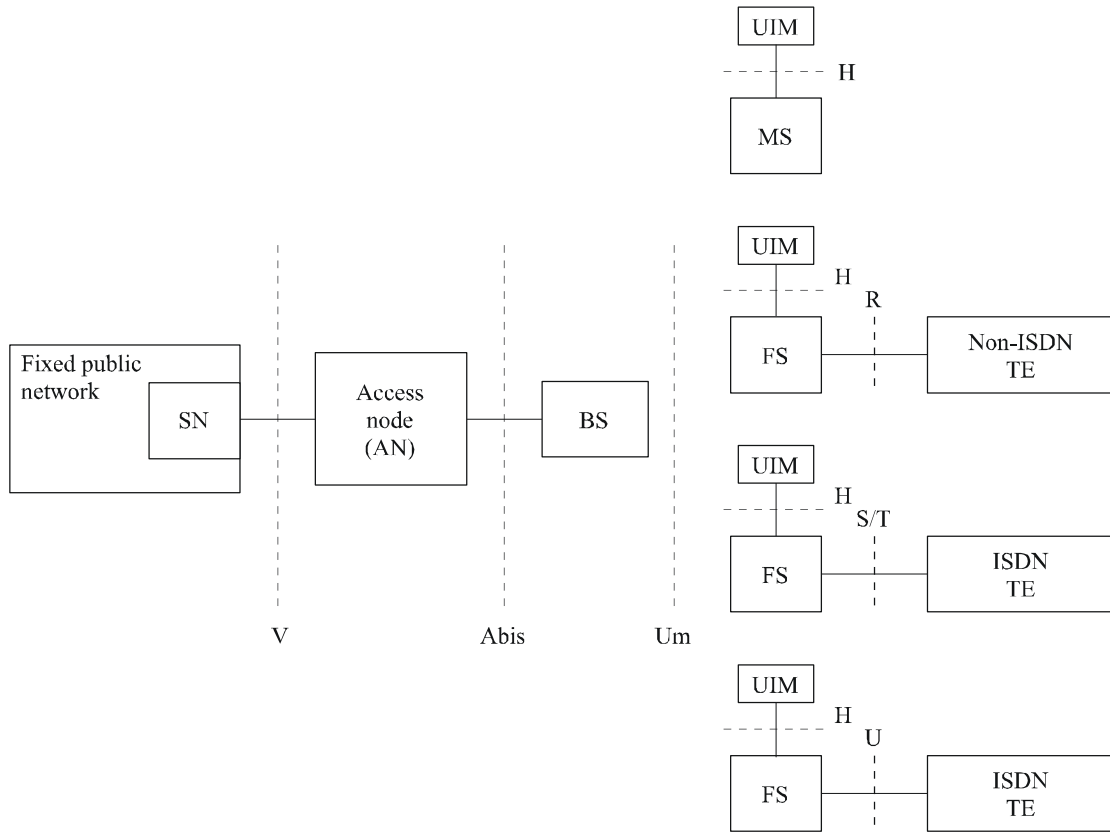 UIM
H
MS
UIM
H
R
FS
Non-ISDN
TE
Fixed public
network
SN
Access
node
(AN)
BS
UIM
H
S/T
FS
ISDN
TE
V
Abis
Um
UIM
H
U
FS
ISDN
TE